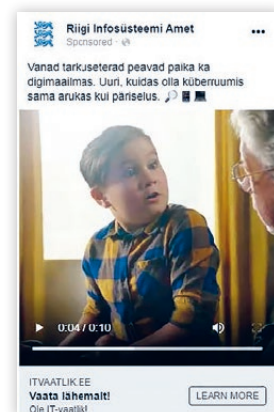 Riigi Infosüsteemi Amet
Sponsored
Vanad tarkuseterad peavad paika ka
digimaailmas. Uuri, kuidas olla küberruumis
sama arukas kui päriselus.
0:04 / 0:10
ITVAATLIK.EE
Vaata lähemalt!
LEARN MORE
Ole IT-vaatlik!